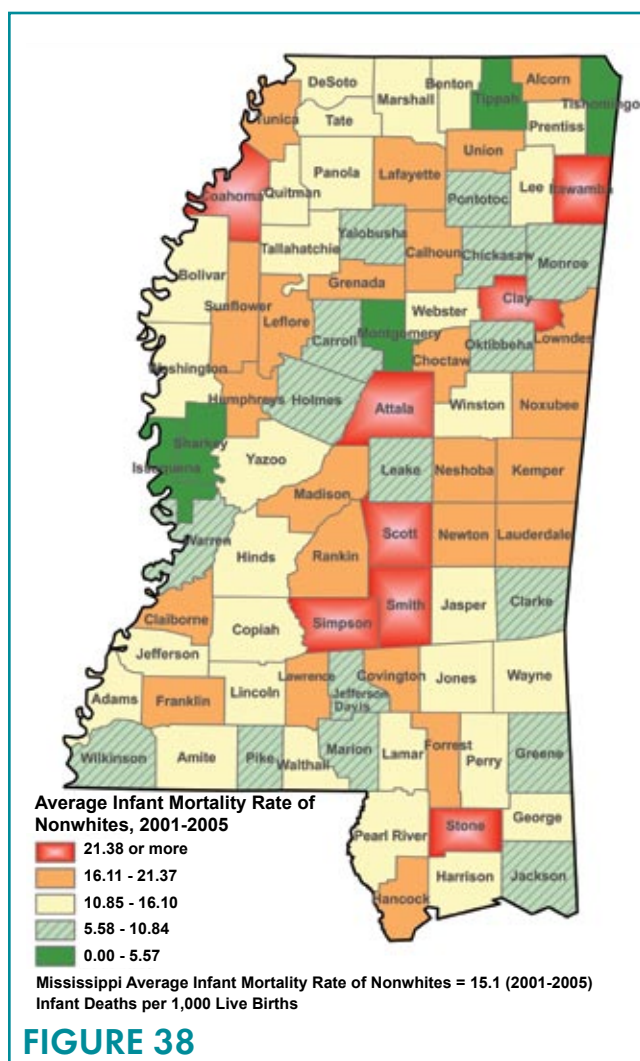 DeSoto
Benton
Alcorn
Marshall
Tippah
Tishomingo
Tunica
Tate
Prentiss
Union
Panola
Lafayette
Lee
Itawamba
Coahoma
Quitman
Pontotoc
Yalobusha
Tallahatchie
Calhoun
Chickasaw
Monroe
Bolivar
Grenada
Clay
Sunflower
Leflore
Webster
Montgomery
Carroll
Oktibbeha
Lowndes
Choctaw
Washington
Humphreys
Holmes
Attala
Winston
Noxubee
Sharkey
Issaquena
Yazoo
Leake
Neshoba
Kemper
Madison
Warren
Scott
Hinds
Rankin
Newton
Lauderdale
Smith
Jasper
Clarke
Claiborne
Copiah
Simpson
Jefferson
Lawrence
Covington
Jones
Wayne
Adams
Franklin
Lincoln
Jefferson
Davis
Wilkinson
Amite
Pike
Walthall
Marion
Lamar
Forrest
Perry
Greene
Pearl River
Stone
George
Harrison
Jackson
Hancock
Average Infant Mortality Rate of
Nonwhites, 2001-2005
21.38 or more
16.11 - 21.37
10.85 - 16.10
5.58 - 10.84
0.00 - 5.57
Mississippi Average Infant Mortality Rate of Nonwhites = 15.1 (2001-2005)
Infant Deaths per 1,000 Live Births
FIGURE 38